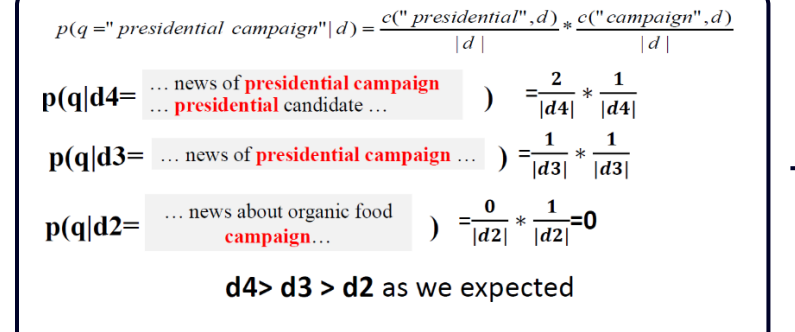 p(q =" presidential campaign"| d) = c(" presidential", d) / | d | * c("campaign", d) / | d |
p(q|d4= ... news of presidential campaign ... presidential candidate ... ) = 2/|d4| * 1/|d4|
p(q|d3= ... news of presidential campaign ... ) = 1/|d3| * 1/|d3|
p(q|d2= ... news about organic food campaign... ) = 0/|d2| * 1/|d2| =0
d4> d3 > d2 as we expected